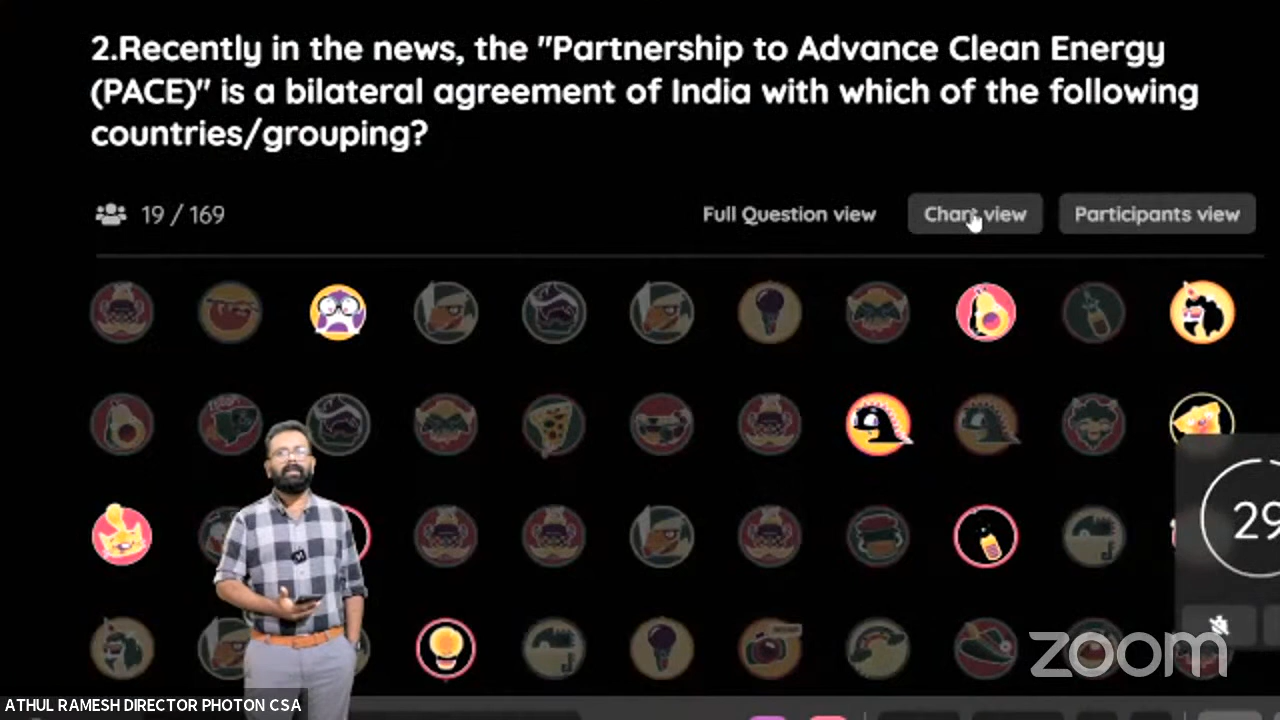 2.Recently in the news, the "Partnership to Advance Clean Energy
(PACE)" is a bilateral agreement of India with which of the following
countries/grouping?
19 / 169
Full Question view
Chart view
Participants view
29
zoom
ATHUL RAMESH DIRECTOR PHOTON CSA